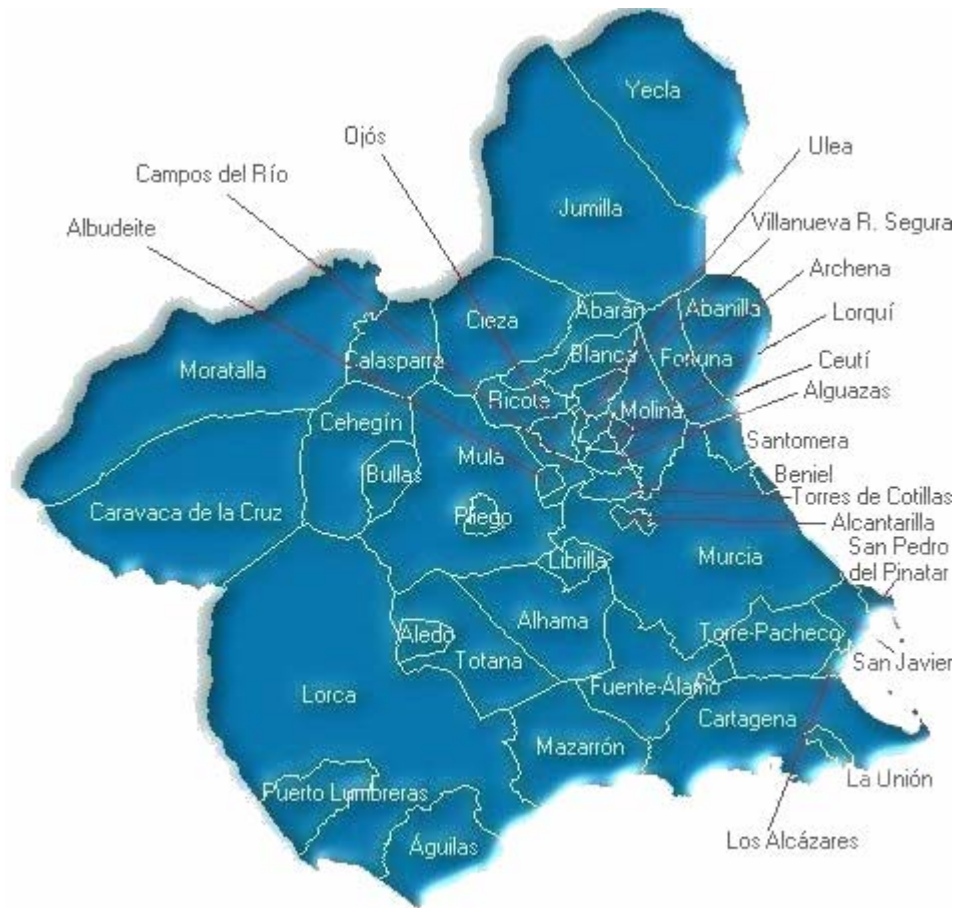 Yecla
Ojós
Ulea
Campos del Río
Jumilla
Villanueva R. Segura
Albudeite
Archena
Abarán
Abanilla
Lorquí
Cieza
Blanca
Fortuna
Ceutí
Moratalla
Calasparra
Alguazas
Ricote
Molina
Cehegín
Santomera
Mula
Bullas
Beniel
Torres de Cotillas
Caravaca de la Cruz
Pliego
Alcantarilla
Murcia
San Pedro
del Pinatar
Librilla
Alhama
Aledo
Torre-Pacheco
Totana
San Javier
Lorca
Fuente-Álamo
Cartagena
Mazarrón
La Unión
Puerto Lumbreras
Los Alcázares
Águilas